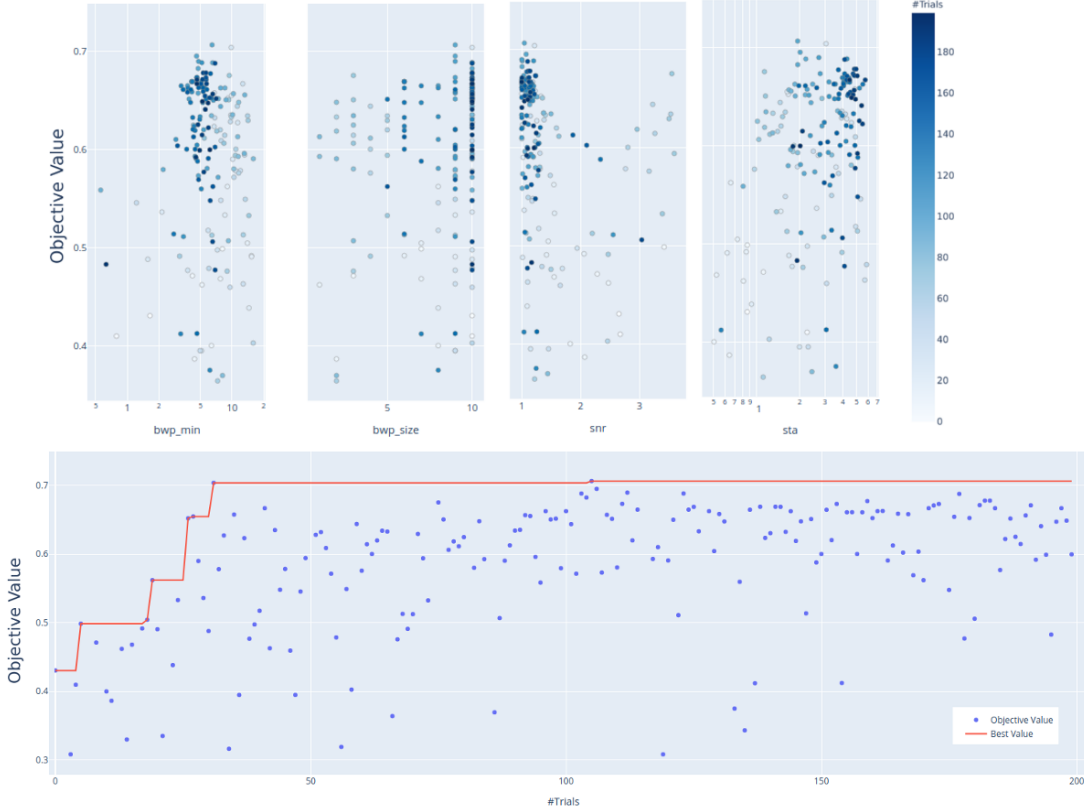 #Trials
Objective Value
0.7
0.6
0.5
0.4
5 1 2 5 10 2
bwp_min
5 10
bwp_size
1 2 3
snr
5 6 7 8 9 1 2 3 4 5 6 7
sta
180
160
140
120
100
80
60
40
20
0
Objective Value
0.7
0.6
0.5
0.4
0.3
0 50 100 150 200
#Trials
Objective Value
Best Value